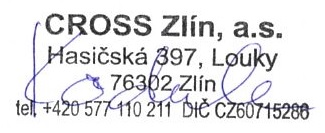 CROSS Zlín, a.s.
Hasičská 397, Louky
76302 Zlín
tel. +420 577 110 211 DIČ CZ60715286